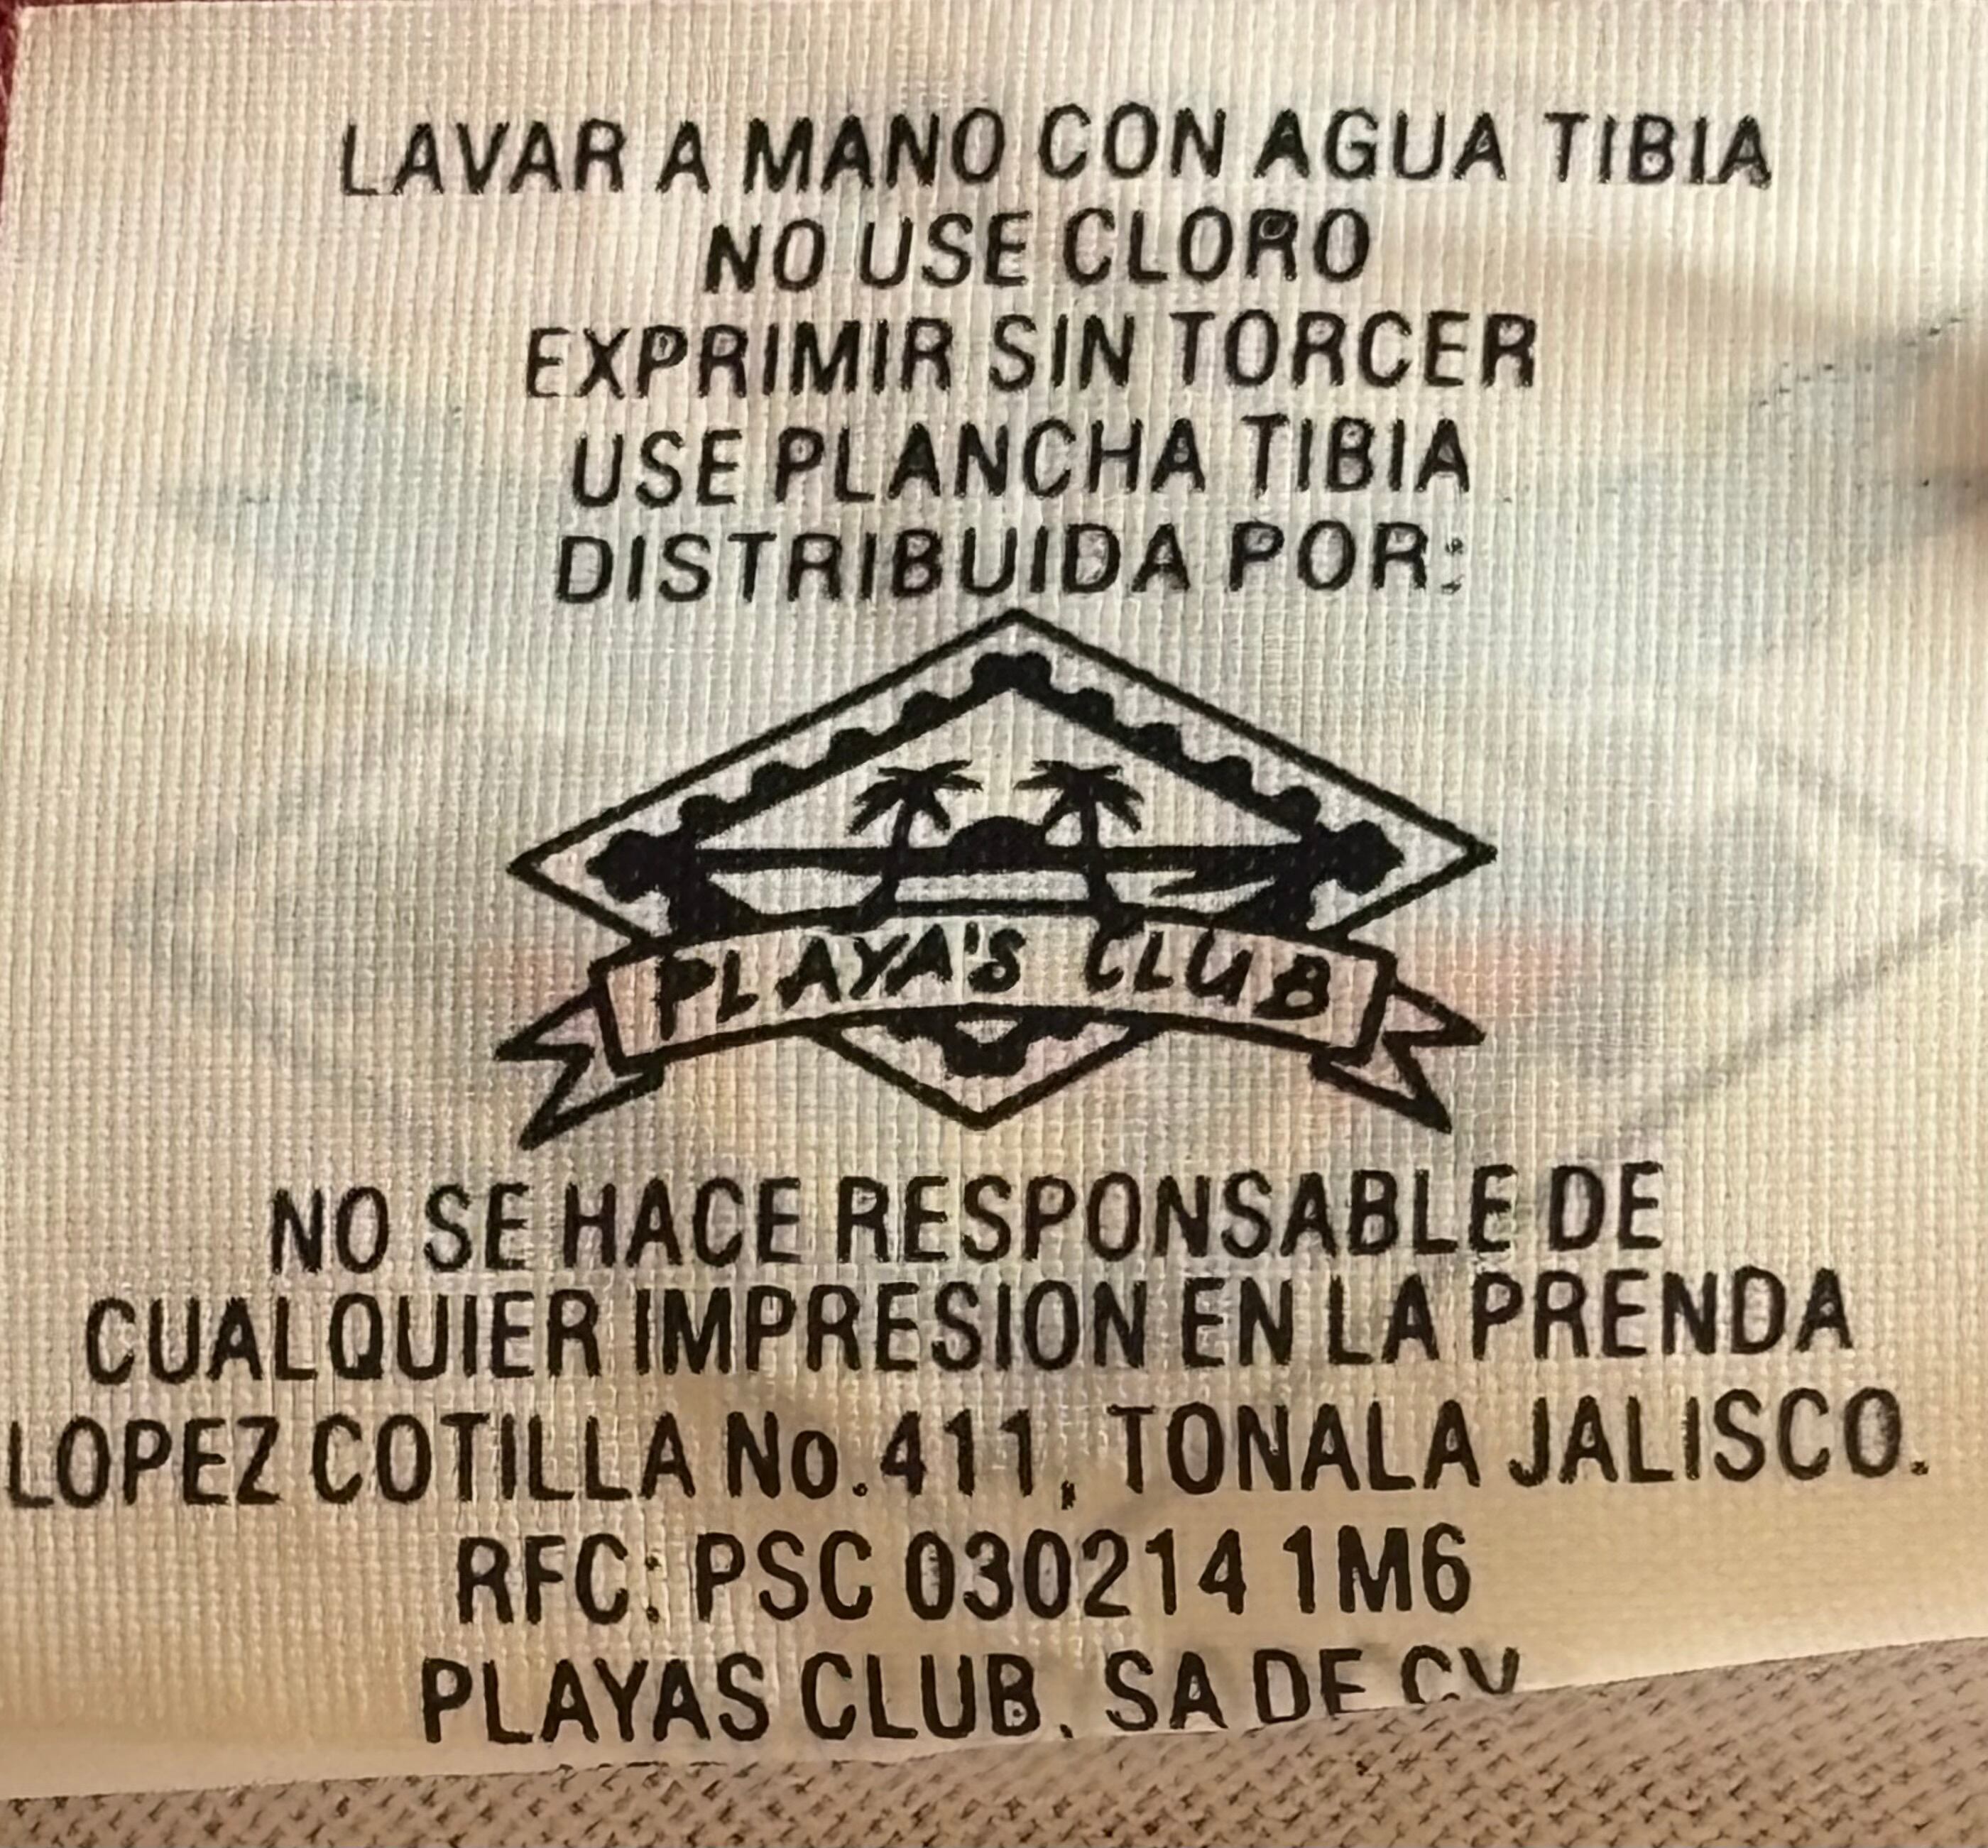 LAVAR A MANO CON AGUA TIBIA
NO USE CLORO
EXPRIMIR SIN TORCER
USE PLANCHA TIBIA
DISTRIBUIDA POR:
PLAYA'S CLUB
NO SE HACE RESPONSABLE DE
CUALQUIER IMPRESION EN LA PRENDA
LOPEZ COTILLA No.411, TONALA JALISCO.
RFC: PSC 030214 1M6
PLAYAS CLUB. SA DE CV